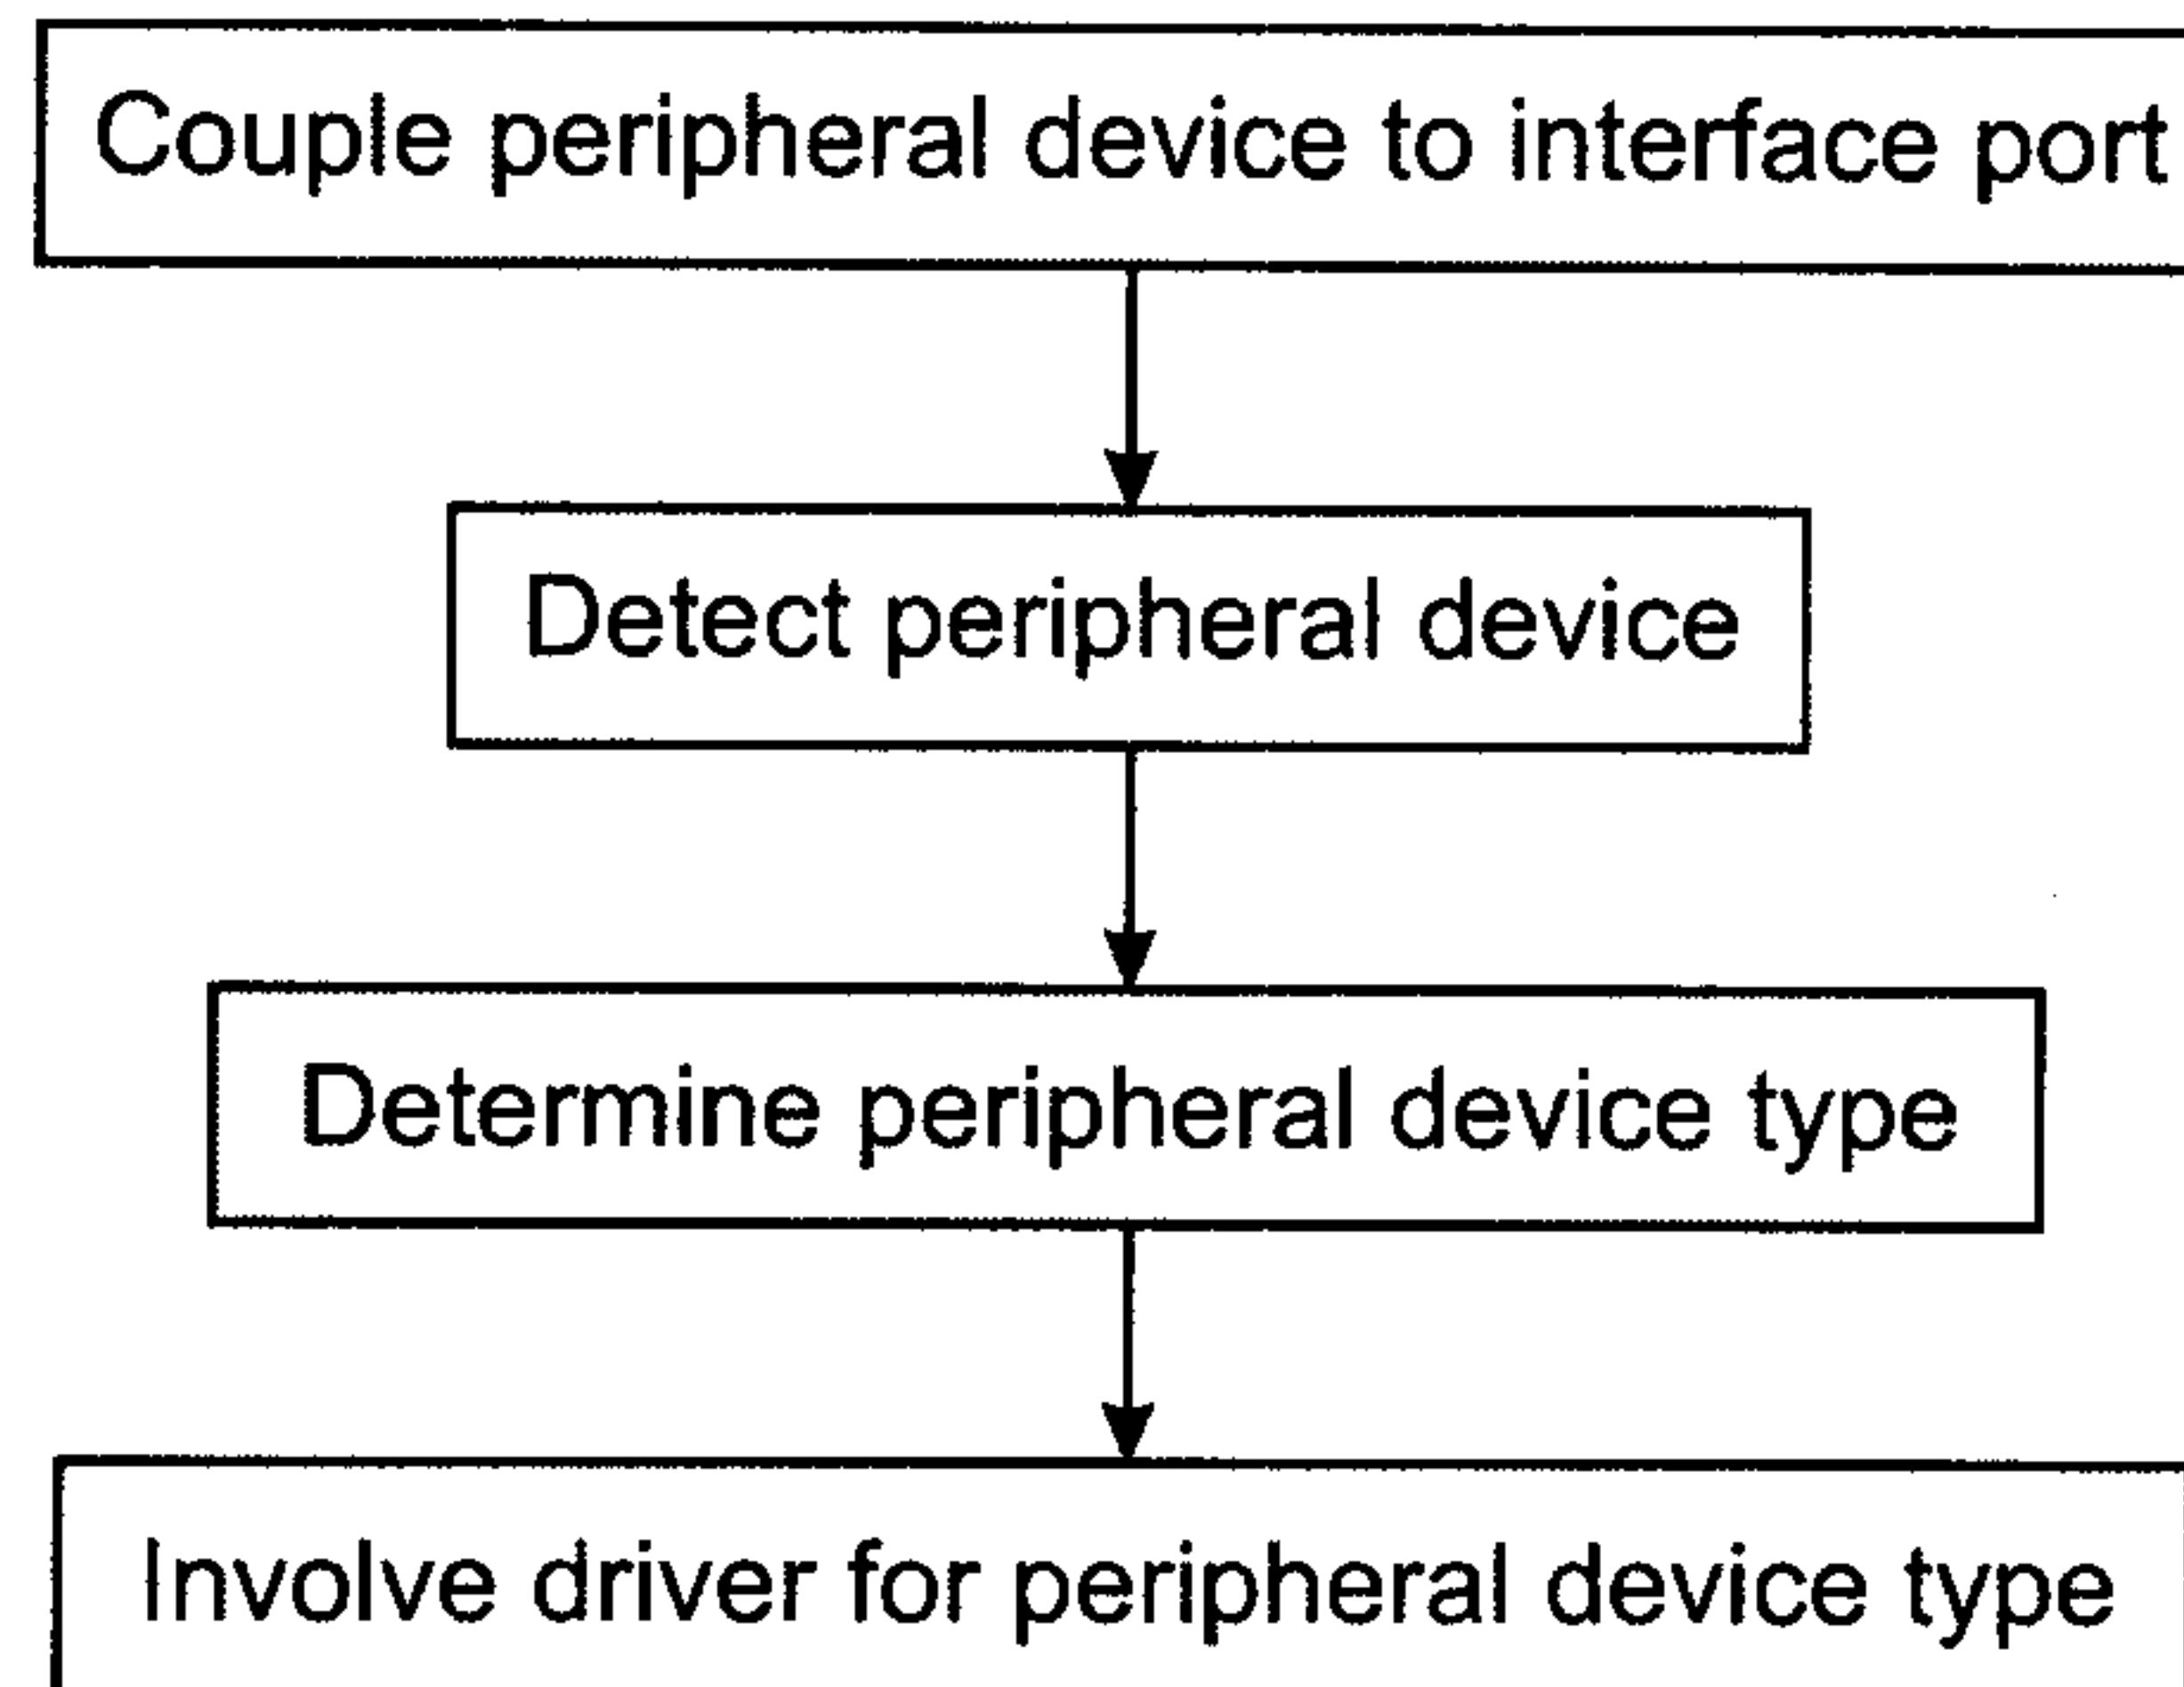 Couple peripheral device to interface port
Detect peripheral device
Determine peripheral device type
Involve driver for peripheral device type